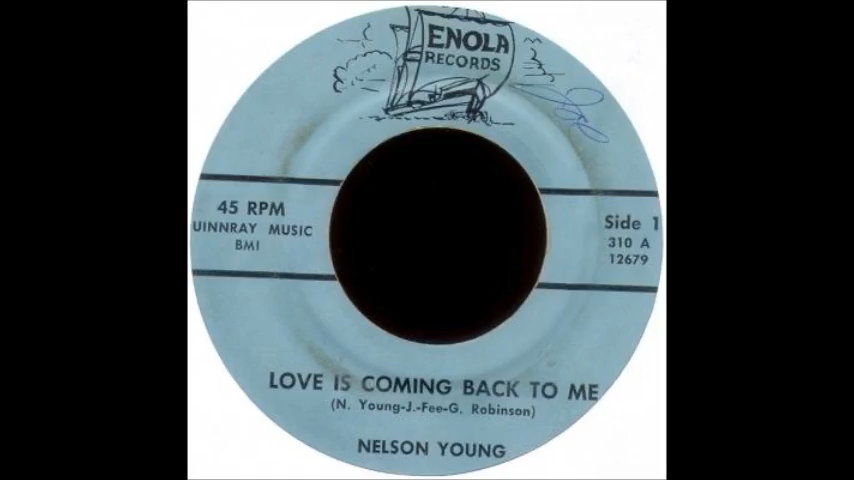 ENOLA
RECORDS
45 RPM
UINNRAY MUSIC
BMI
Side 1
310 A
12679
LOVE IS COMING BACK TO ME
(N. Young-J.-Fee-G. Robinson)
NELSON YOUNG